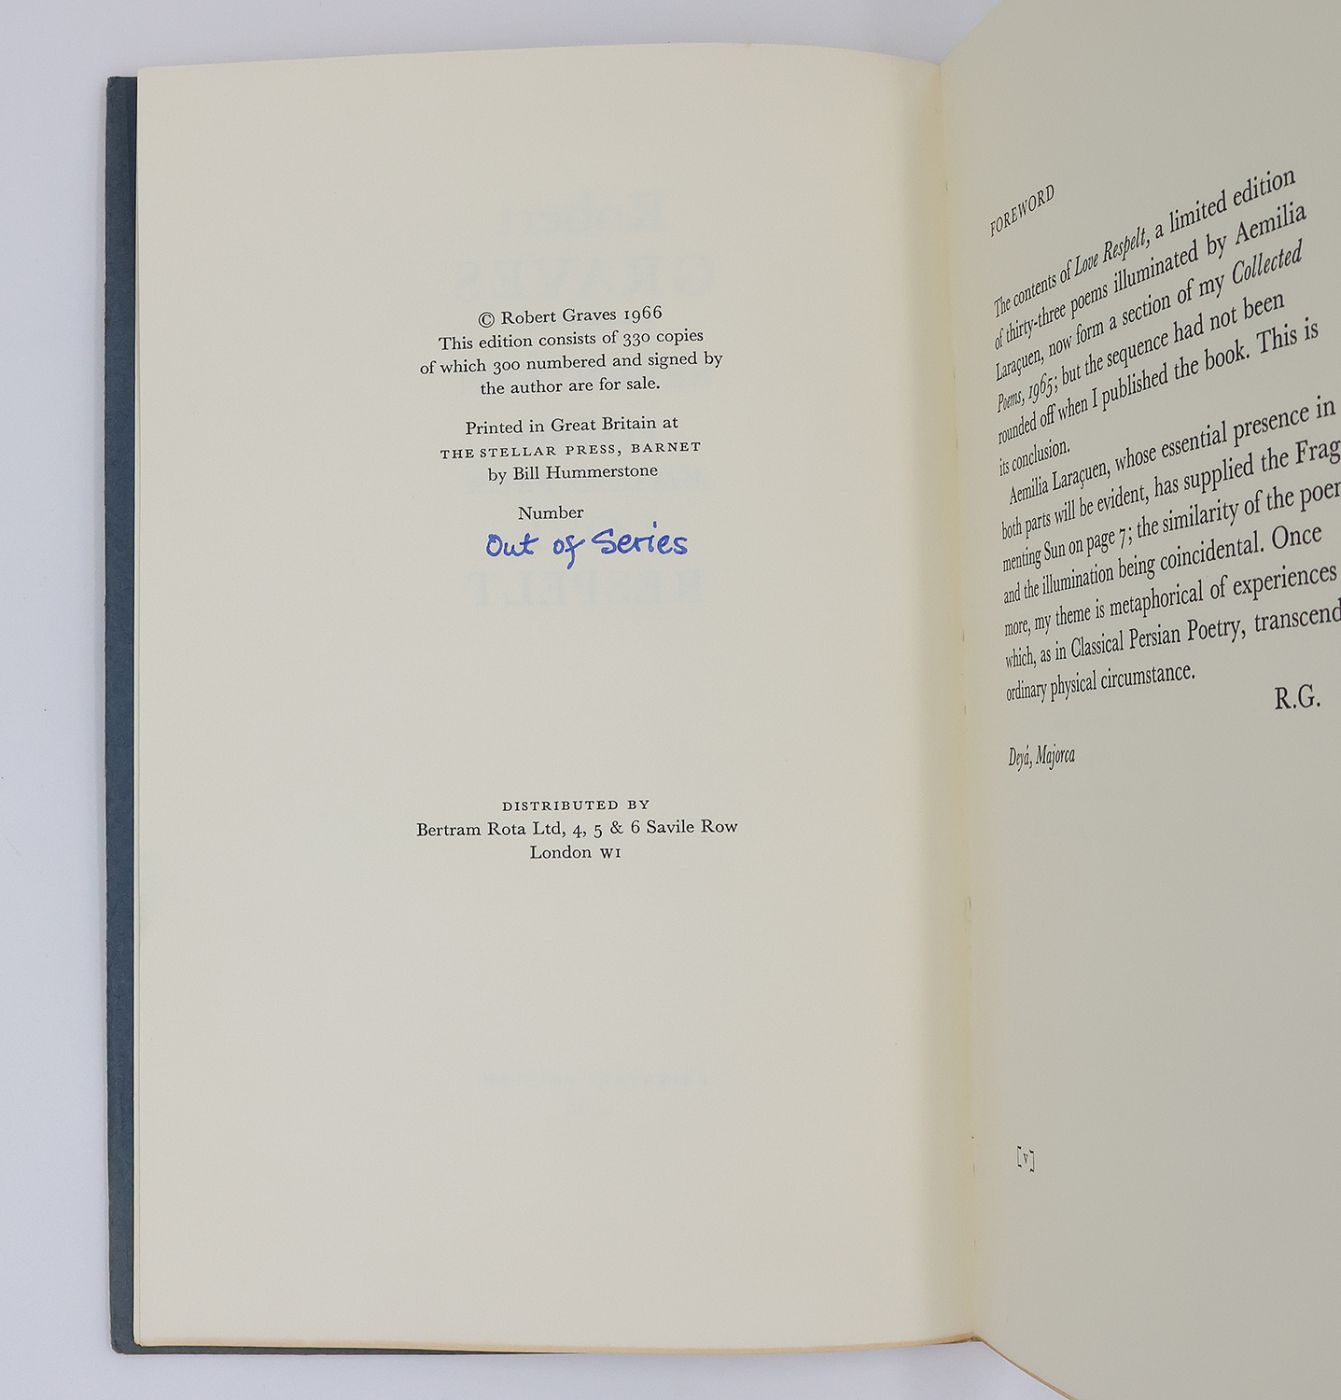 © Robert Graves 1966
This edition consists of 330 copies
of which 300 numbered and signed by
the author are for sale.
Printed in Great Britain at
THE STELLAR PRESS, BARNET
by Bill Hummerstone
Number
Out of Series
DISTRIBUTED BY
Bertram Rota Ltd, 4, 5 & 6 Savile Row
London W1
FOREWORD
The contents of Love Respelt, a limited edition
of thirty-three poems illuminated by Aemilia
Laraçuen, now form a section of my Collected
Poems, 1965; but the sequence had not been
rounded off when I published the book. This is
its conclusion.
Aemilia Laraçuen, whose essential presence in
both parts will be evident, has supplied the Frag
menting Sun on page 7; the similarity of the poem
and the illumination being coincidental. Once
more, my theme is metaphorical of experiences
which, as in Classical Persian Poetry, transcend
ordinary physical circumstance.
R.G.
Deyá, Majorca
[v]